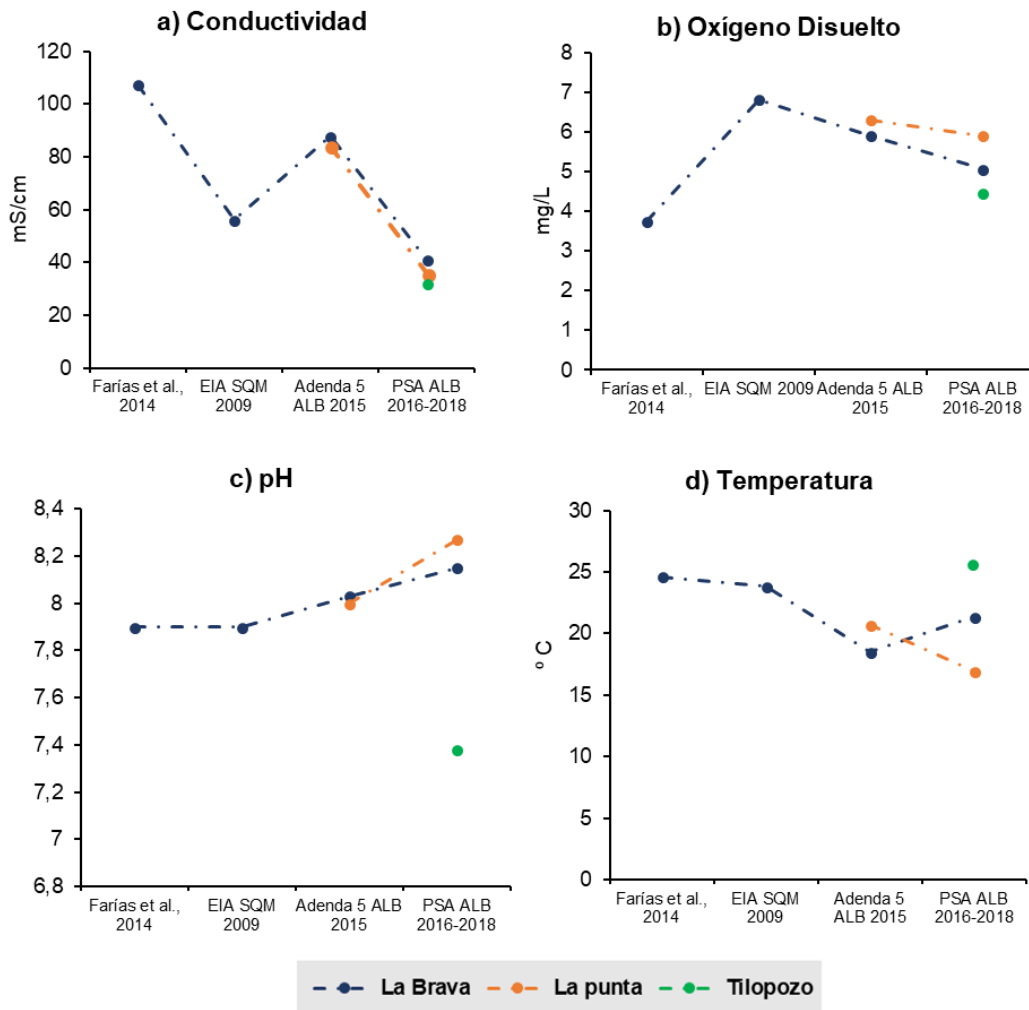 a) Conductividad
120
100
80
60
40
20
0
mS/cm
Farías et al., 2014
EIA SQM 2009
Adenda 5 ALB 2015
PSA ALB 2016-2018
b) Oxígeno Disuelto
8
7
6
5
4
3
2
1
0
mg/L
Farías et al., 2014
EIA SQM 2009
Adenda 5 ALB 2015
PSA ALB 2016-2018
c) pH
8,4
8,2
8
7,8
7,6
7,4
7,2
7
6,8
Farías et al., 2014
EIA SQM 2009
Adenda 5 ALB 2015
PSA ALB 2016-2018
d) Temperatura
30
25
20
15
10
5
0
º C
Farías et al., 2014
EIA SQM 2009
Adenda 5 ALB 2015
PSA ALB 2016-2018
La Brava
La punta
Tilopozo